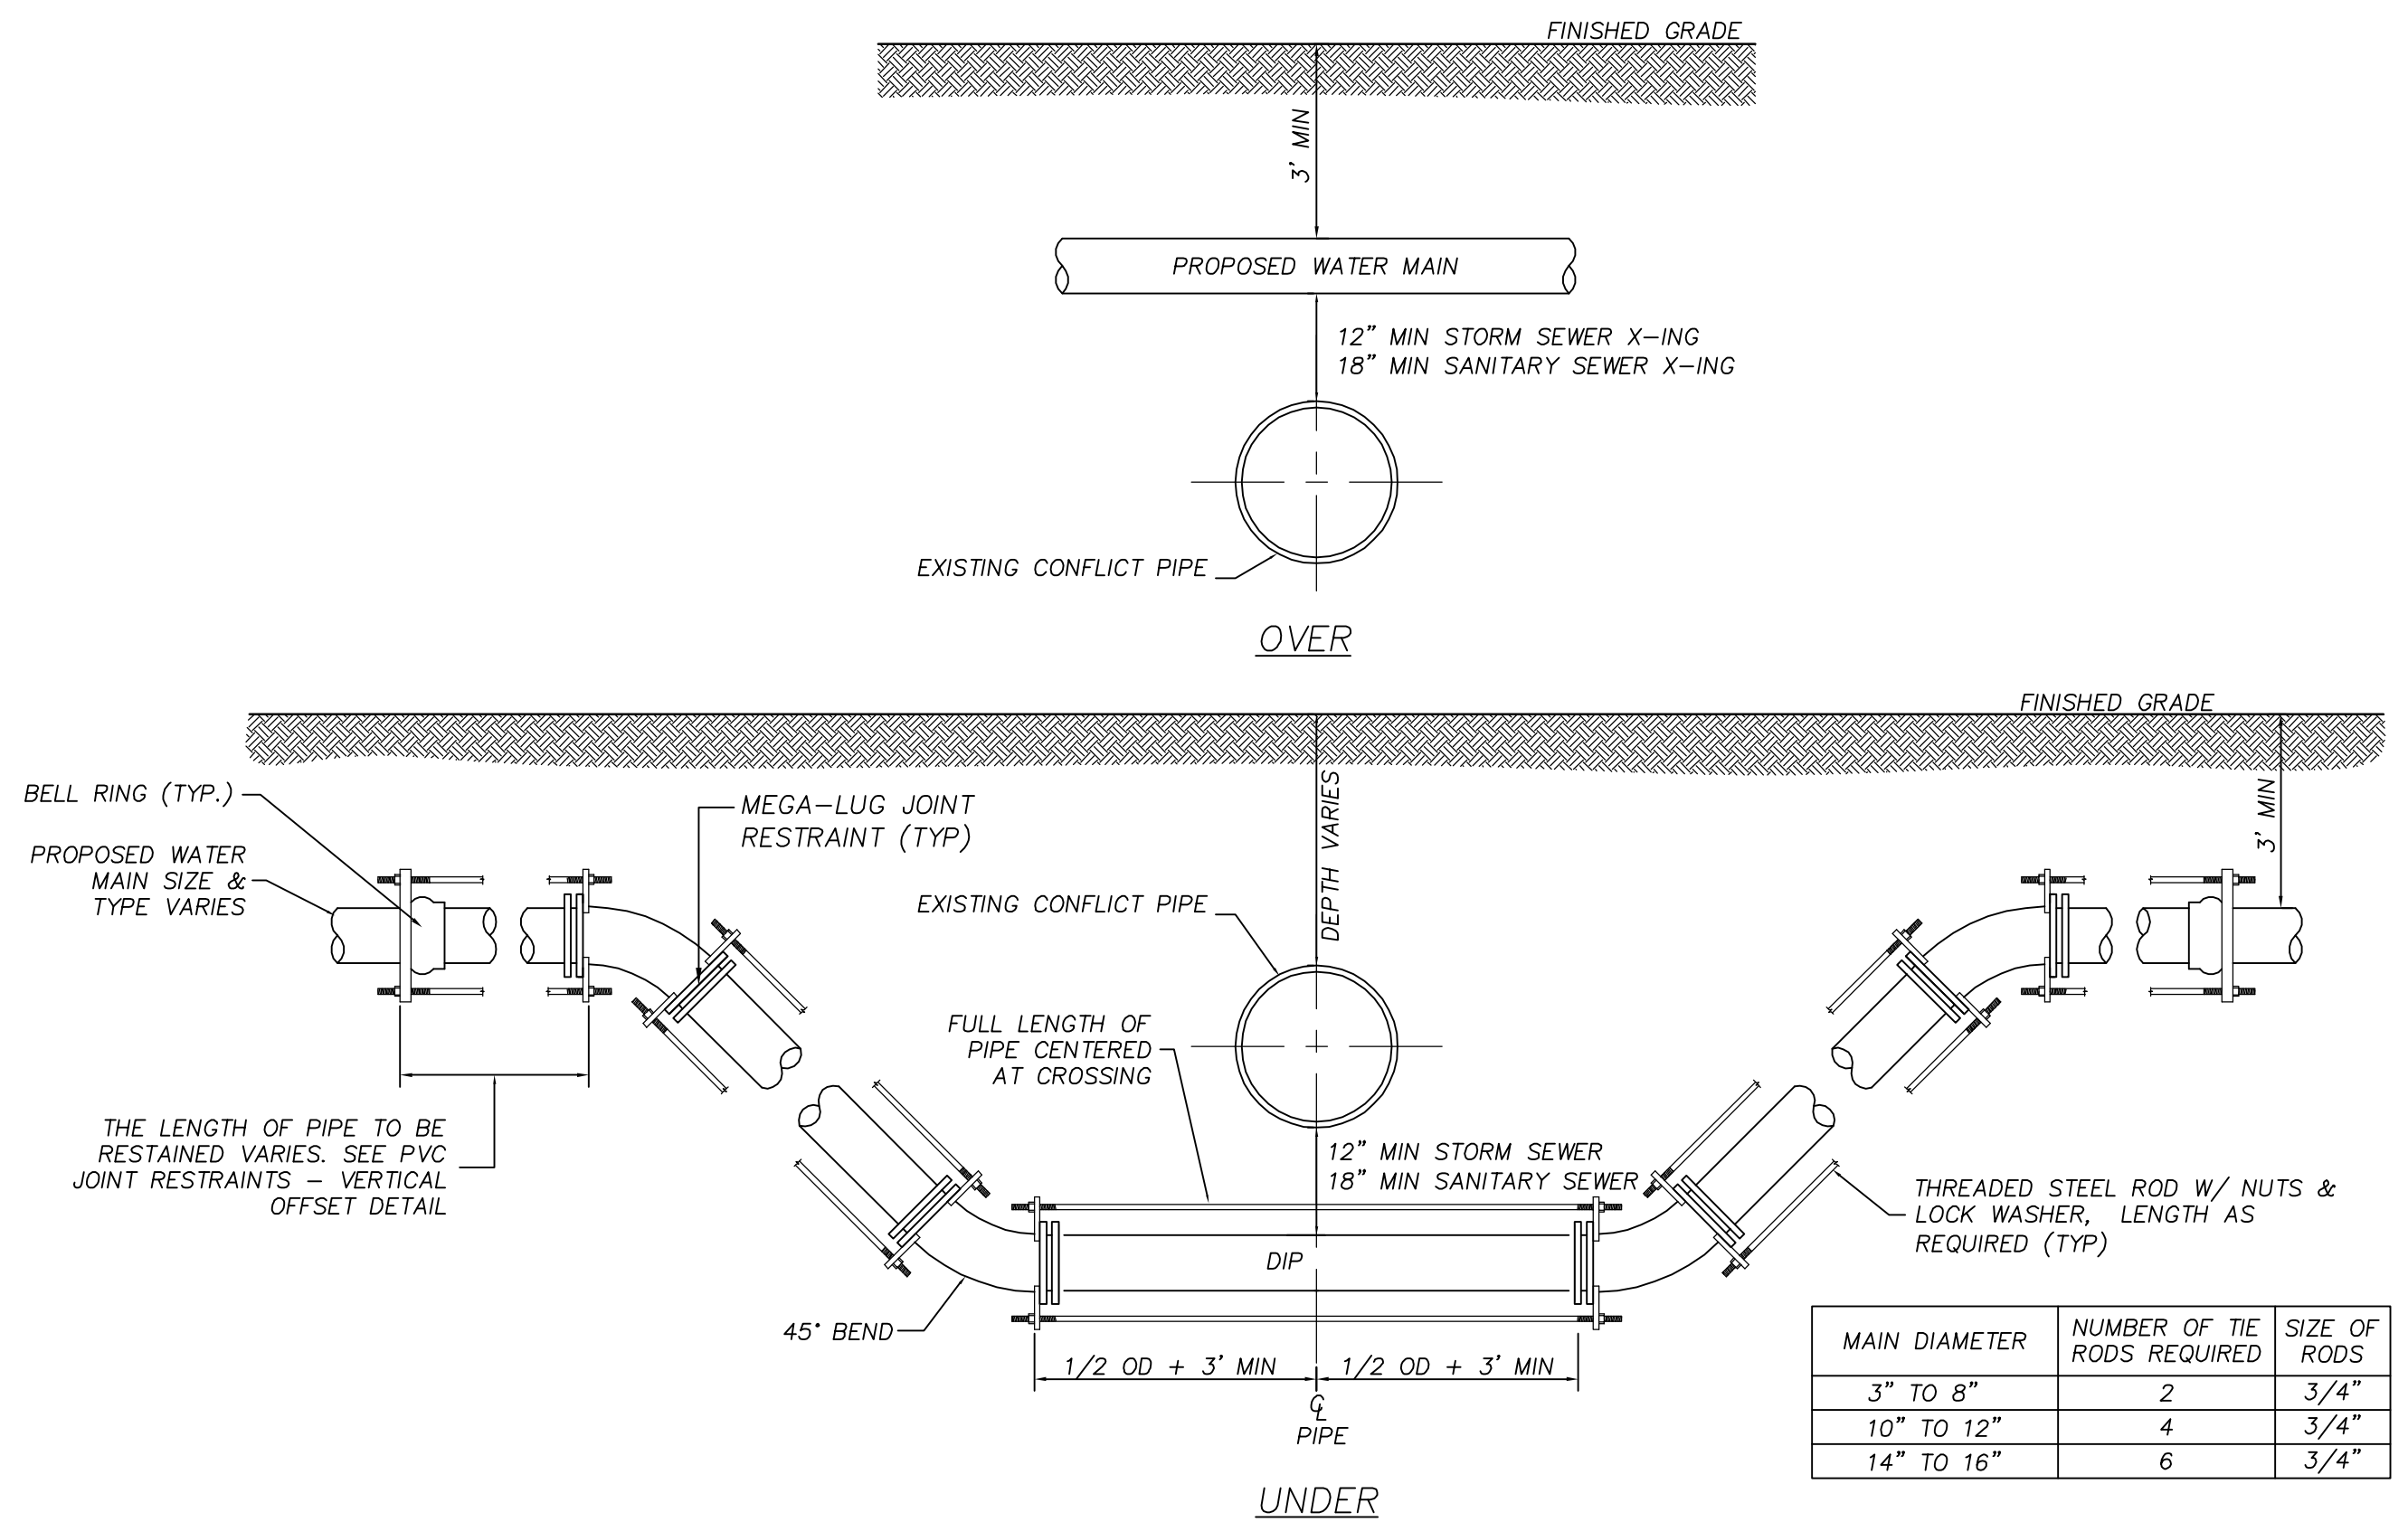 FINISHED GRADE
3' MIN
PROPOSED WATER MAIN
12" MIN STORM SEWER X-ING
18" MIN SANITARY SEWER X-ING
EXISTING CONFLICT PIPE
OVER
FINISHED GRADE
BELL RING (TYP.)
MEGA-LUG JOINT
RESTRAINT (TYP)
DEPTH VARIES
3' MIN
PROPOSED WATER
MAIN SIZE &
TYPE VARIES
EXISTING CONFLICT PIPE
FULL LENGTH OF
PIPE CENTERED
AT CROSSING
THE LENGTH OF PIPE TO BE
RESTAINED VARIES. SEE PVC
JOINT RESTRAINTS - VERTICAL
OFFSET DETAIL
12" MIN STORM SEWER
18" MIN SANITARY SEWER
THREADED STEEL ROD W/ NUTS &
LOCK WASHER, LENGTH AS
REQUIRED (TYP)
DIP
45° BEND
1/2 OD + 3' MIN
1/2 OD + 3' MIN
℄
PIPE
MAIN DIAMETER
NUMBER OF TIE
RODS REQUIRED
SIZE OF
RODS
3" TO 8" 2 3/4"
10" TO 12" 4 3/4"
14" TO 16" 6 3/4"
UNDER